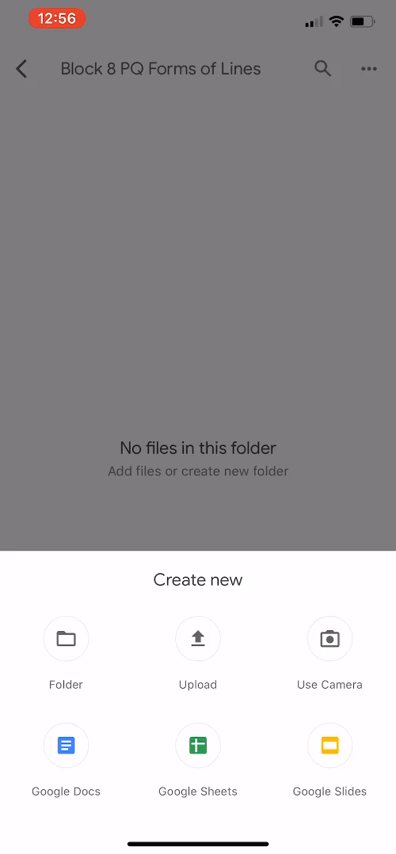 12:56
Block 8 PQ Forms of Lines
No files in this folder
Add files or create new folder
Create new
Folder
Upload
Use Camera
Google Docs
Google Sheets
Google Slides